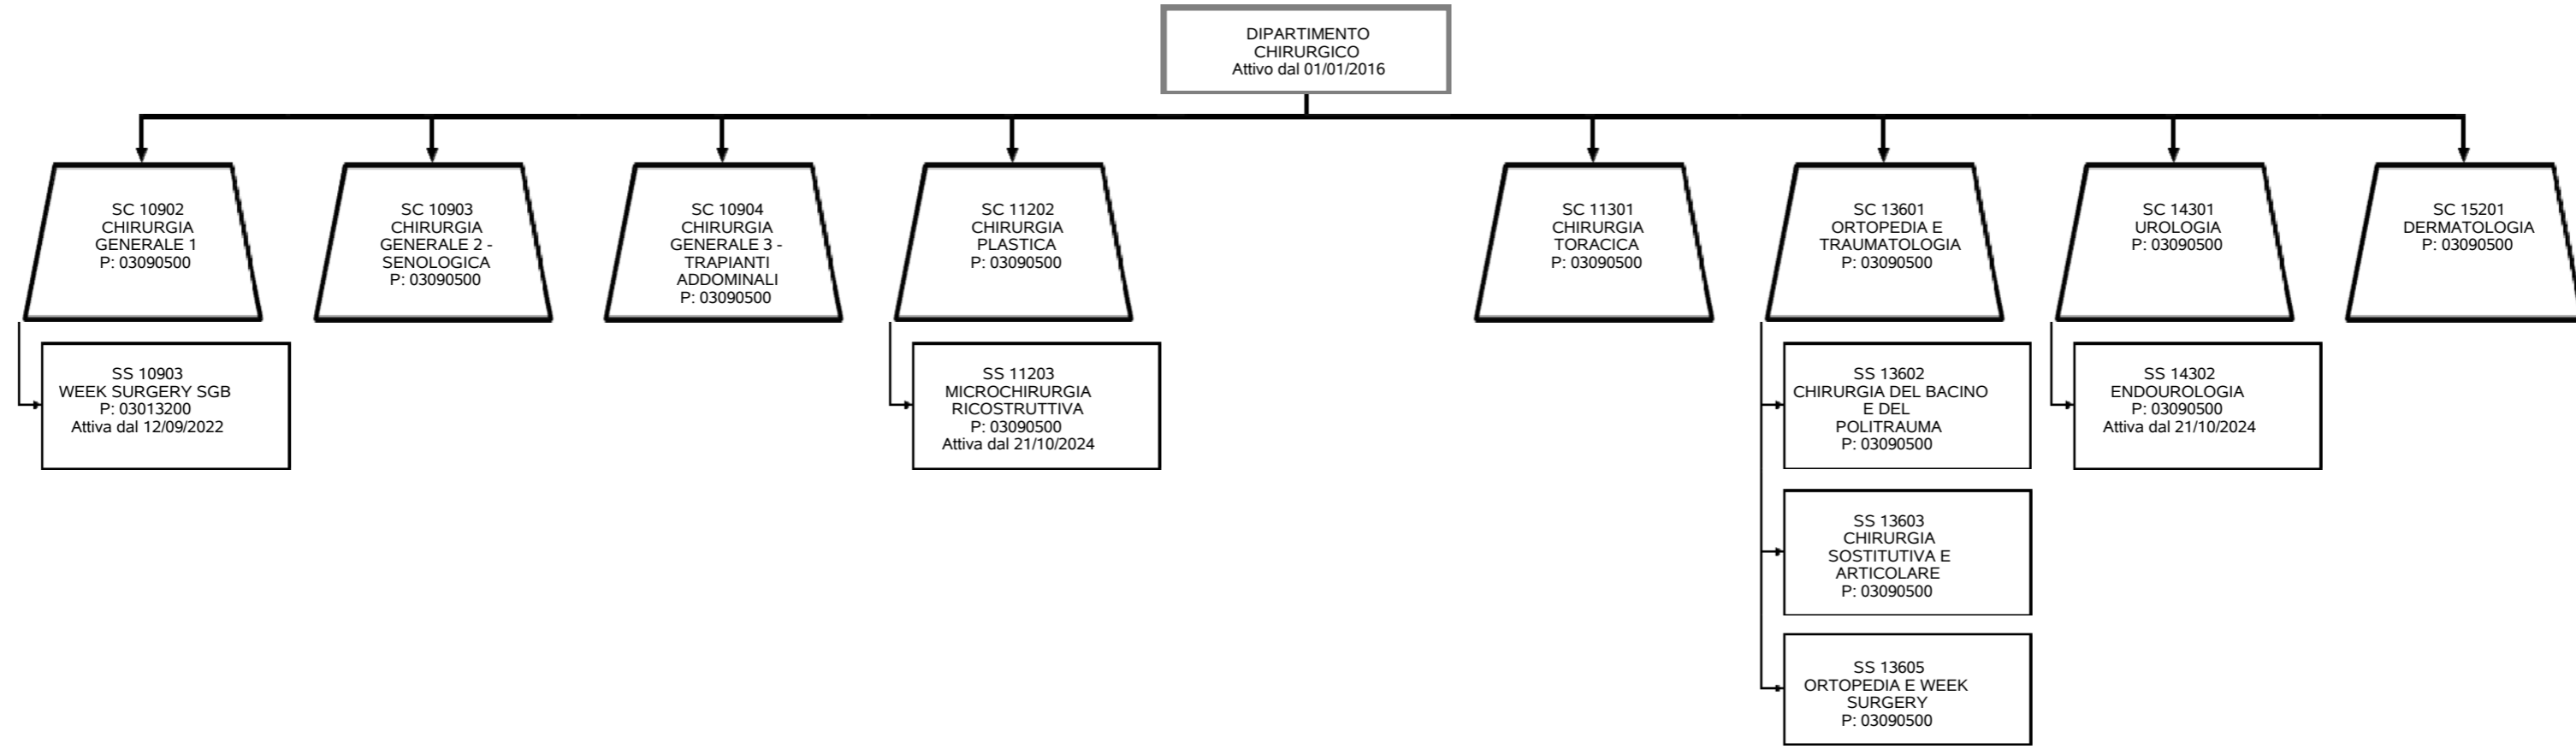 DIPARTIMENTO
CHIRURGICO
Attivo dal 01/01/2016
SC 10902
CHIRURGIA
GENERALE 1
P: 03090500
SC 10903
CHIRURGIA
GENERALE 2 -
SENOLOGICA
P: 03090500
SC 10904
CHIRURGIA
GENERALE 3 -
TRAPIANTI
ADDOMINALI
P: 03090500
SC 11202
CHIRURGIA
PLASTICA
P: 03090500
SC 11301
CHIRURGIA
TORACICA
P: 03090500
SC 13601
ORTOPEDIA E
TRAUMATOLOGIA
P: 03090500
SC 14301
UROLOGIA
P: 03090500
SC 15201
DERMATOLOGIA
P: 03090500
SS 10903
WEEK SURGERY SGB
P: 03013200
Attiva dal 12/09/2022
SS 11203
MICROCHIRURGIA
RICOSTRUTTIVA
P: 03090500
Attiva dal 21/10/2024
SS 13602
CHIRURGIA DEL BACINO
E DEL
POLITRAUMA
P: 03090500
SS 14302
ENDOUROLOGIA
P: 03090500
Attiva dal 21/10/2024
SS 13603
CHIRURGIA
SOSTITUTIVA E
ARTICOLARE
P: 03090500
SS 13605
ORTOPEDIA E WEEK
SURGERY
P: 03090500